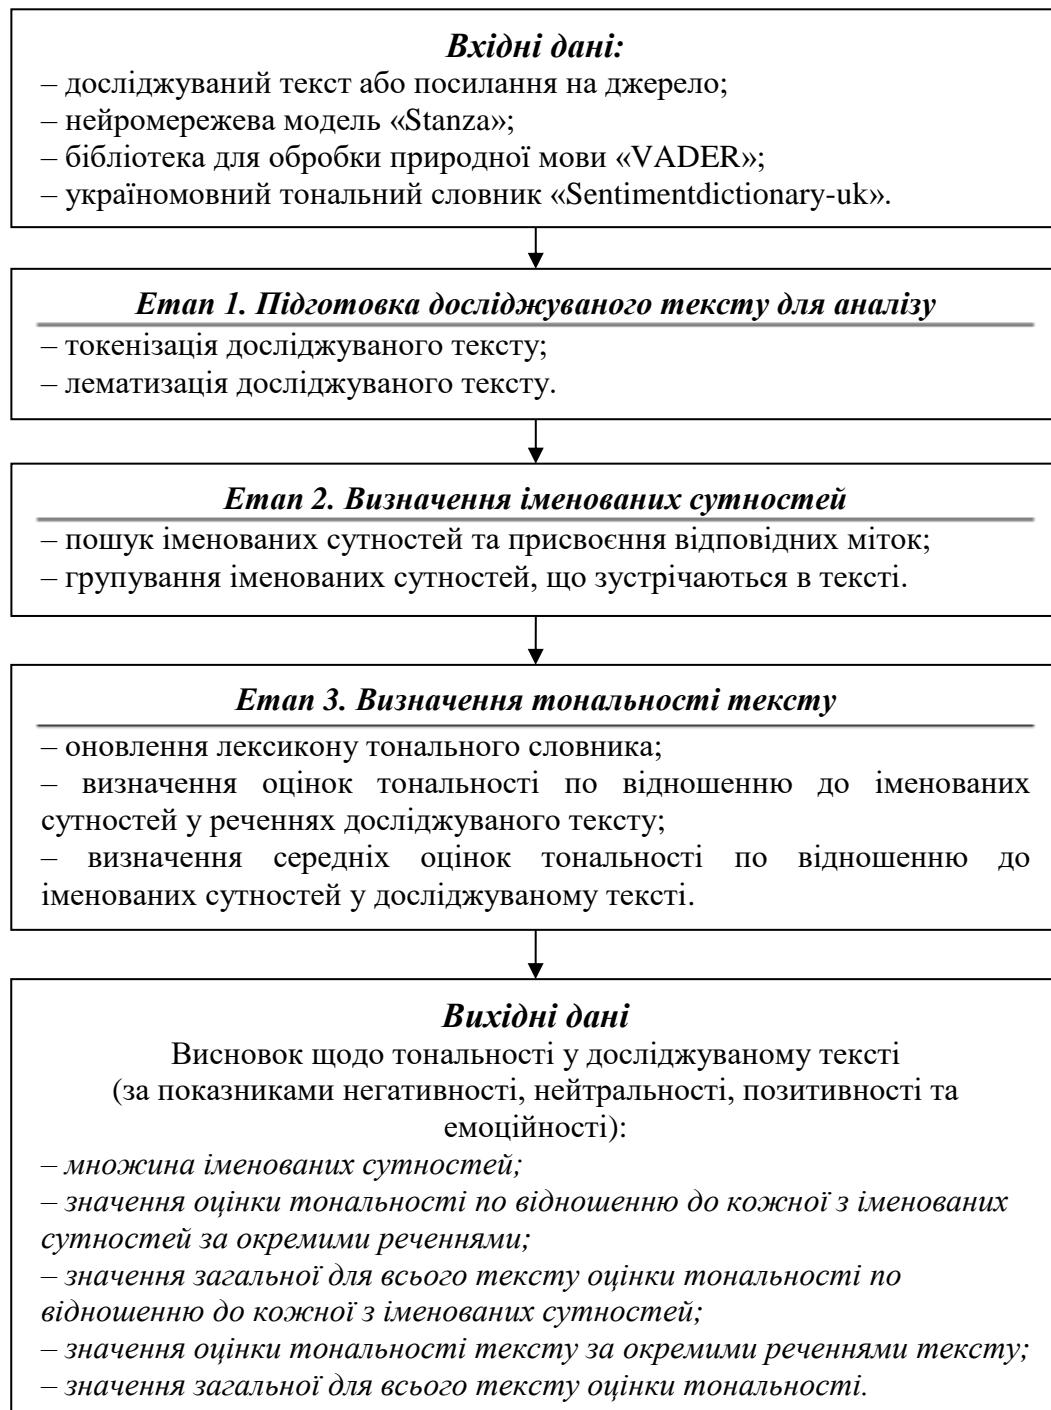 Вхідні дані:
– досліджуваний текст або посилання на джерело;
– нейромережева модель «Stanza»;
– бібліотека для обробки природної мови «VADER»;
– україномовний тональний словник «Sentimentdictionary-uk».
Етап 1. Підготовка досліджуваного тексту для аналізу
– токенізація досліджуваного тексту;
– лематизація досліджуваного тексту.
Етап 2. Визначення іменованих сутностей
– пошук іменованих сутностей та присвоєння відповідних міток;
– групування іменованих сутностей, що зустрічаються в тексті.
Етап 3. Визначення тональності тексту
– оновлення лексикону тонального словника;
– визначення оцінок тональності по відношенню до іменованих
сутностей у реченнях досліджуваного тексту;
– визначення середніх оцінок тональності по відношенню до
іменованих сутностей у досліджуваному тексті.
Вихідні дані
Висновок щодо тональності у досліджуваному тексті
(за показниками негативності, нейтральності, позитивності та
емоційності):
– множина іменованих сутностей;
– значення оцінки тональності по відношенню до кожної з іменованих
сутностей за окремими реченнями;
– значення загальної для всього тексту оцінки тональності по
відношенню до кожної з іменованих сутностей;
– значення оцінки тональності тексту за окремими реченнями тексту;
– значення загальної для всього тексту оцінки тональності.